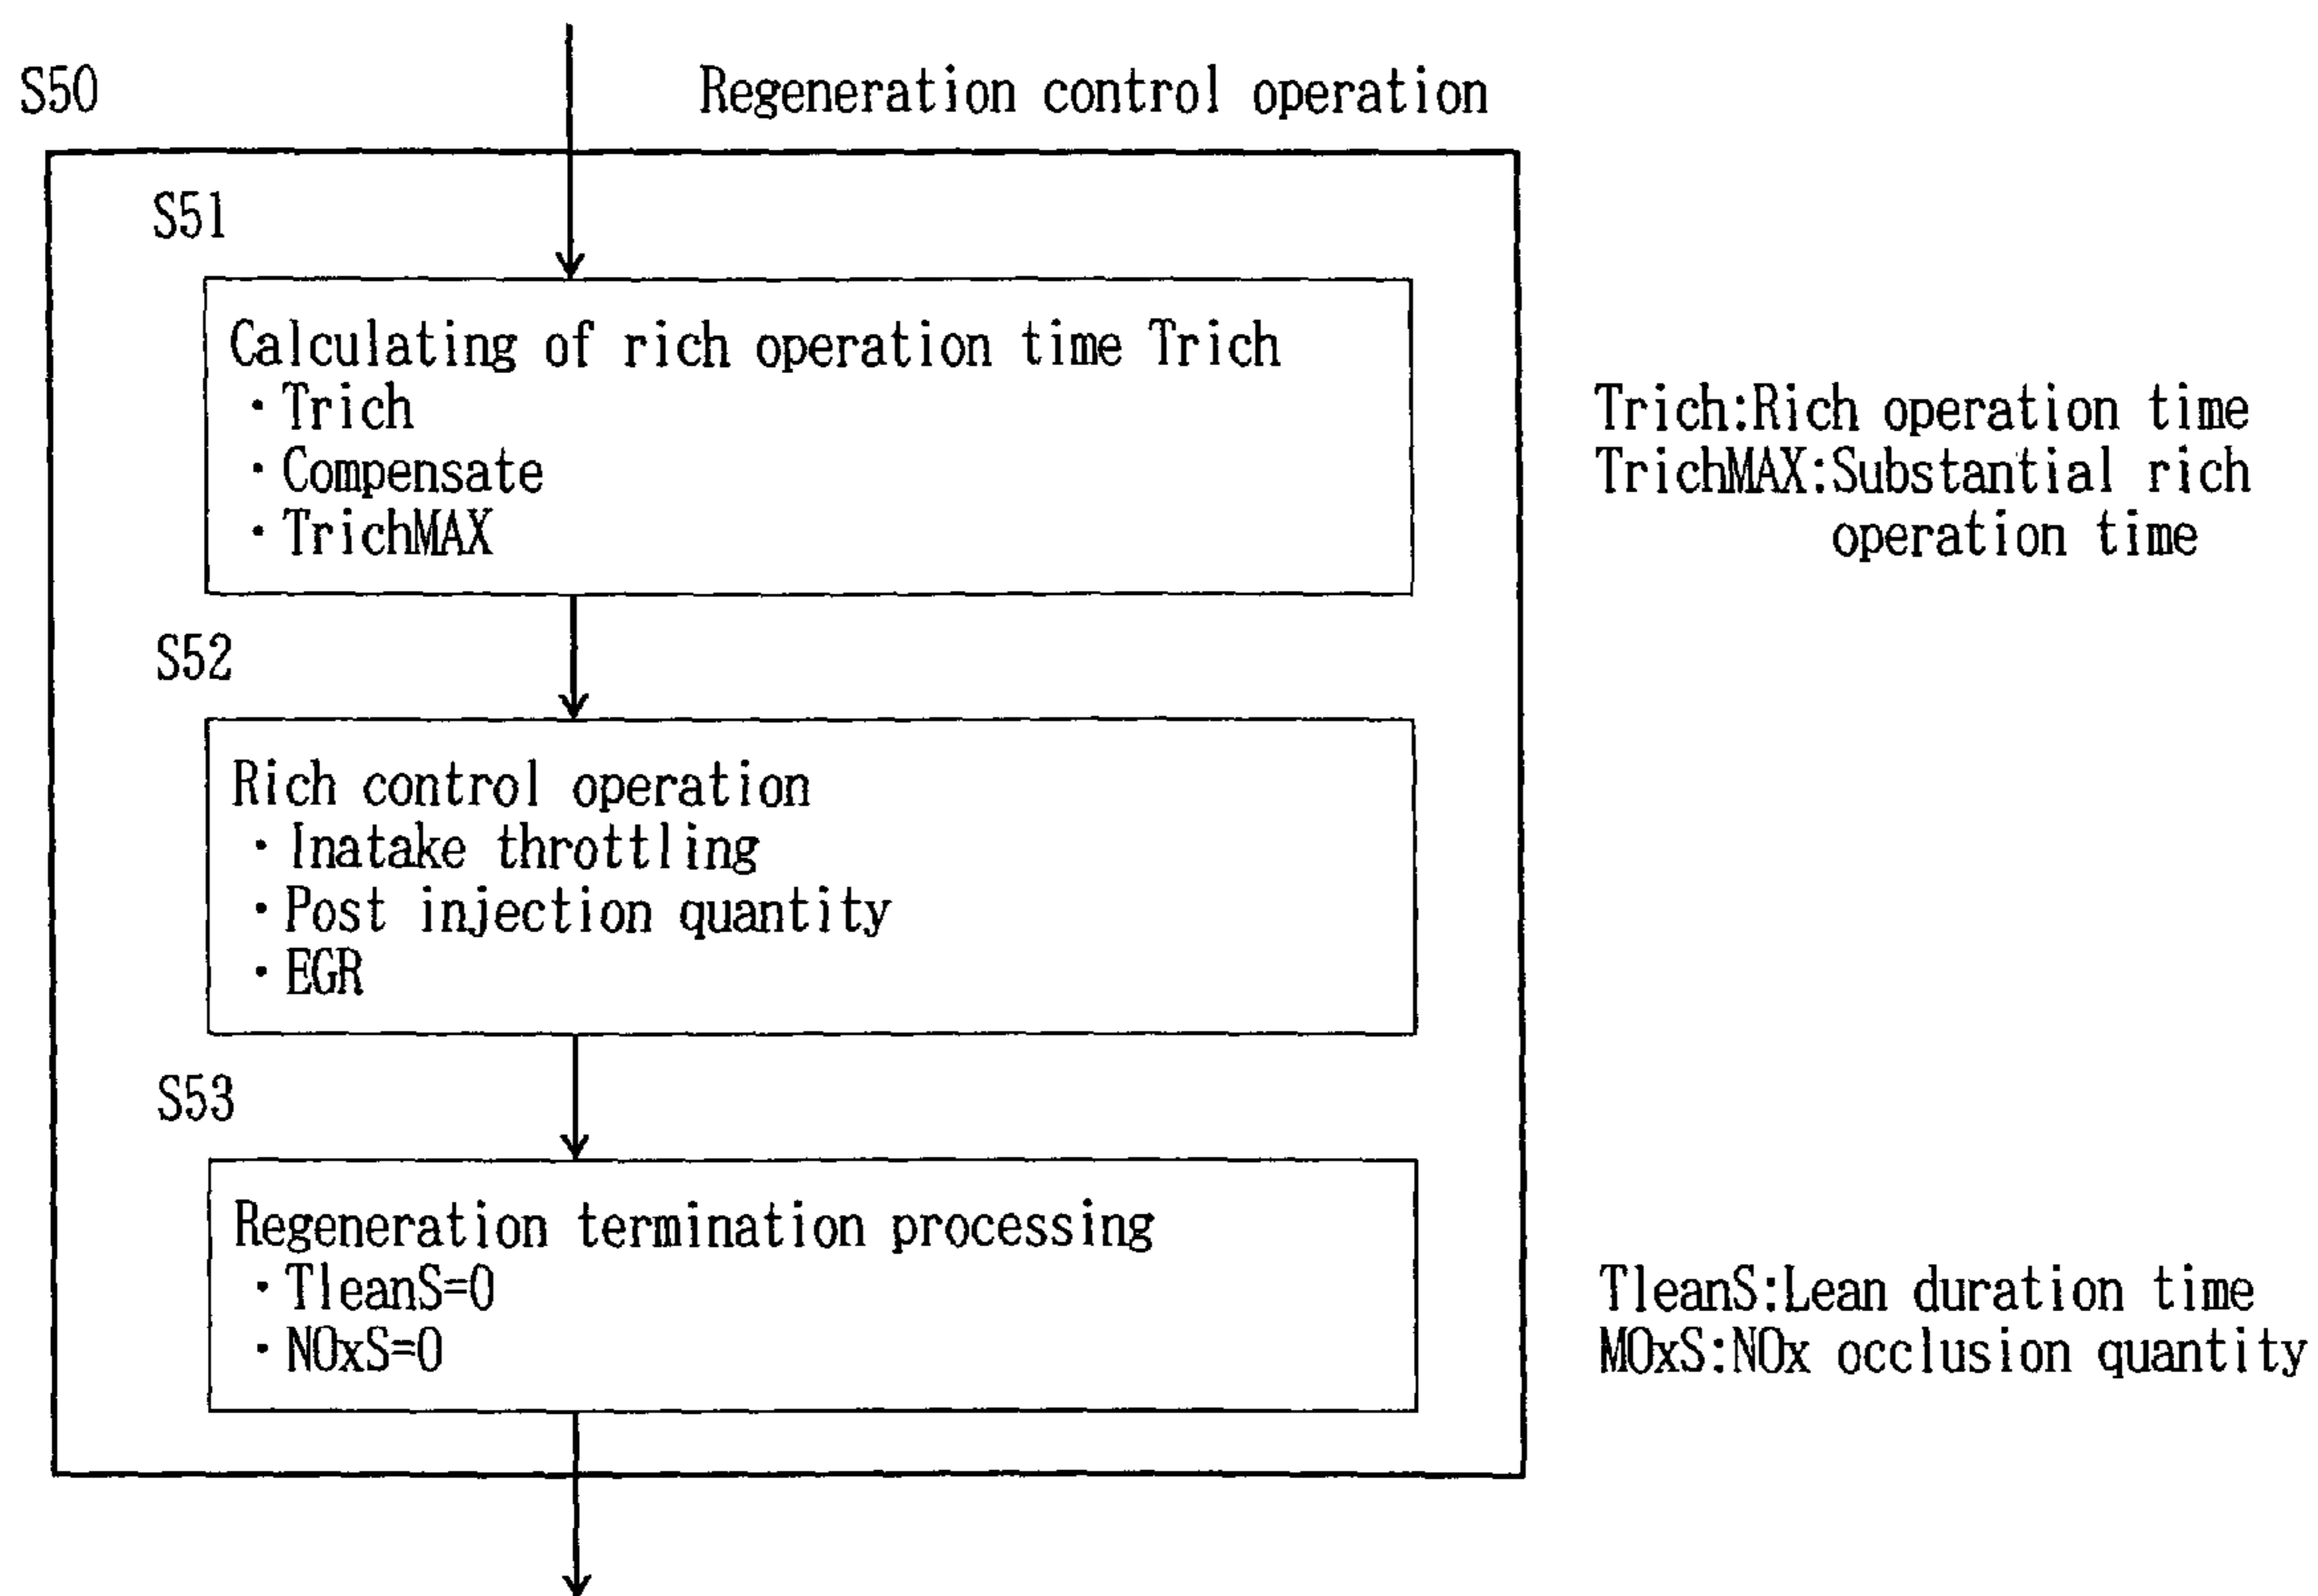 S50
Regeneration control operation
S51
Calculating of rich operation time Trich
・Trich
・Compensate
・TrichMAX
Trich:Rich operation time
TrichMAX:Substantial rich
operation time
S52
Rich control operation
・Inatake throttling
・Post injection quantity
・EGR
S53
Regeneration termination processing
・TleanS=0
・NOxS=0
TleanS:Lean duration time
MOxS:NOx occlusion quantity